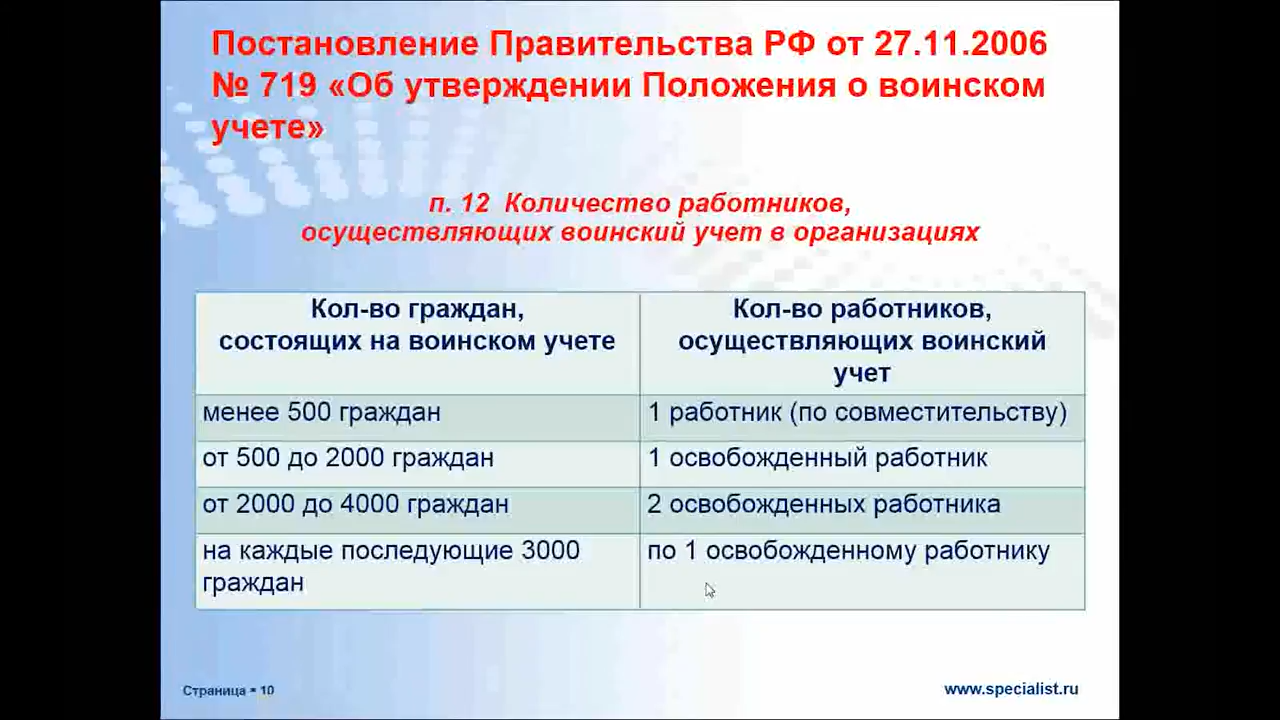 Постановление Правительства РФ от 27.11.2006
№ 719 «Об утверждении Положения о воинском
учете»
п. 12 Количество работников,
осуществляющих воинский учет в организациях
Кол-во граждан,
состоящих на воинском учете
Кол-во работников,
осуществляющих воинский
учет
менее 500 граждан
1 работник (по совместительству)
от 500 до 2000 граждан
1 освобожденный работник
от 2000 до 4000 граждан
2 освобожденных работника
на каждые последующие 3000
граждан
по 1 освобожденному работнику
Страница ▪ 10
www.specialist.ru